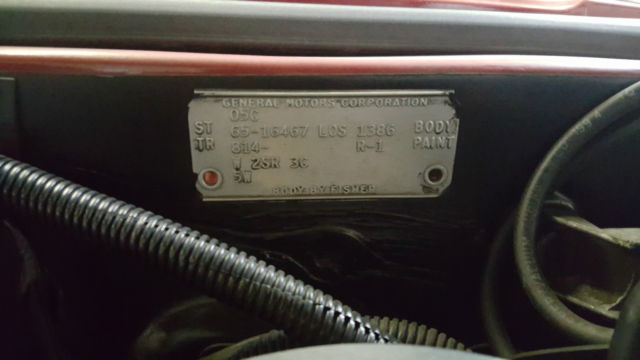 GENERAL MOTORS CORPORATION
05C
ST 65-16467 LOS 1386 BODY
TR 814- R-1 PAINT
W 2SR 3G
5W
BODY BY FISHER